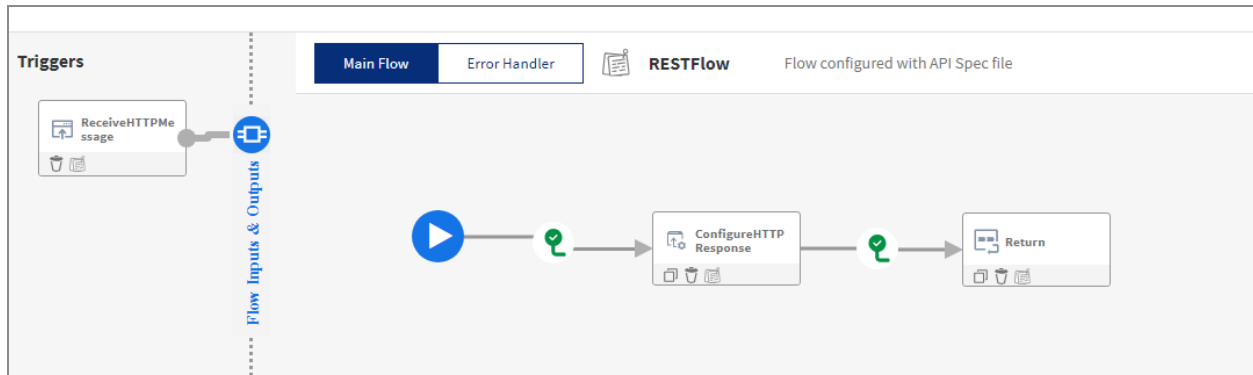 Triggers
Main Flow
Error Handler
RESTFlow
Flow configured with API Spec file
ReceiveHTTPMe
ssage
Flow Inputs & Outputs
ConfigureHTTP
Response
Return